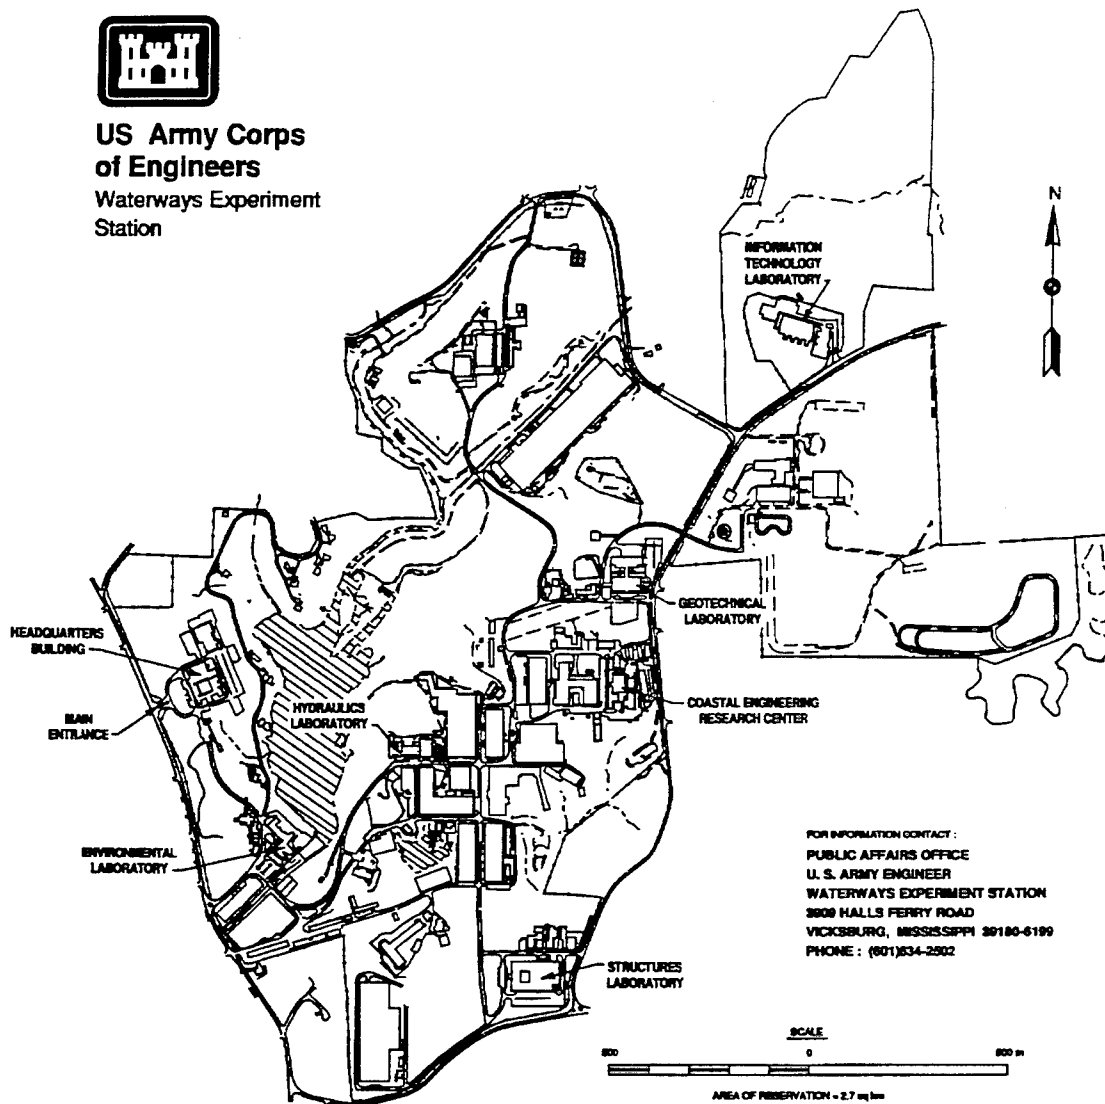 US Army Corps
of Engineers
Waterways Experiment
Station
N
INFORMATION
TECHNOLOGY
LABORATORY
HEADQUARTERS
BUILDING
GEOTECHNICAL
LABORATORY
MAIN
ENTRANCE
HYDRAULICS
LABORATORY
COASTAL ENGINEERING
RESEARCH CENTER
ENVIRONMENTAL
LABORATORY
FOR INFORMATION CONTACT :
PUBLIC AFFAIRS OFFICE
U. S. ARMY ENGINEER
WATERWAYS EXPERIMENT STATION
3909 HALLS FERRY ROAD
VICKSBURG, MISSISSIPPI 39180-6199
PHONE : (601)634-2502
STRUCTURES
LABORATORY
SCALE
0
AREA OF RESERVATION = 2.7 sq km